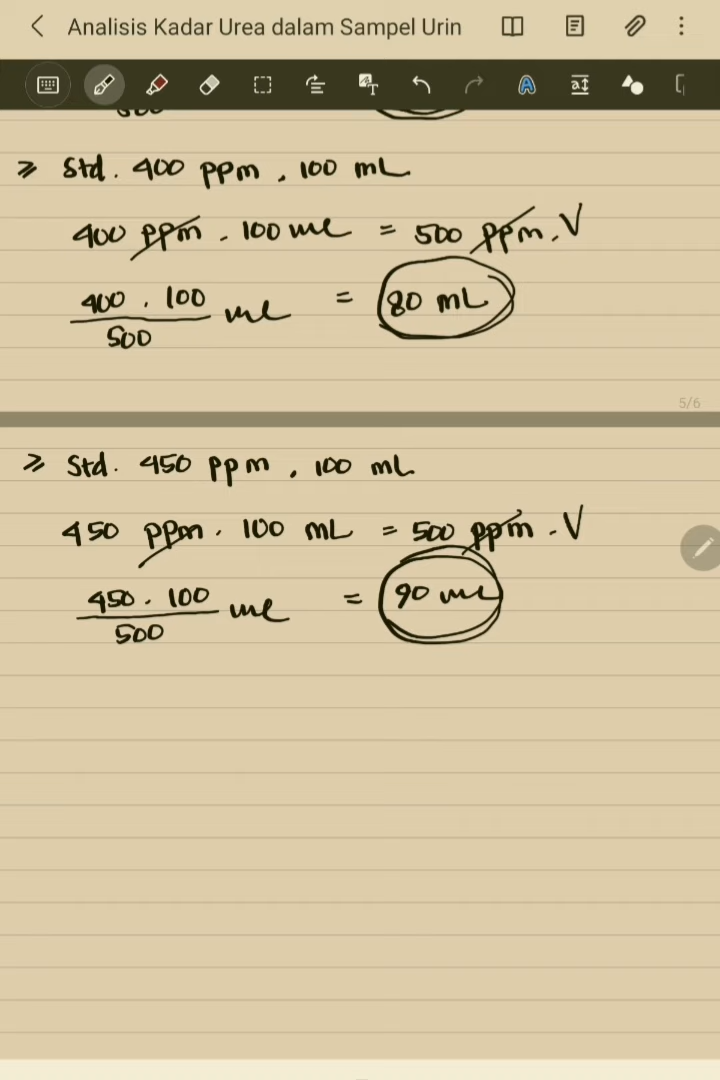 Analisis Kadar Urea dalam Sampel Urin
> Std. 400 ppm, 100 mL
400 ppm . 100 mL = 500 ppm . V
400 . 100
500
mL = 80 mL
5/6
> Std. 450 ppm, 100 mL
450 ppm . 100 mL = 500 ppm . V
450 . 100
500
mL = 90 mL